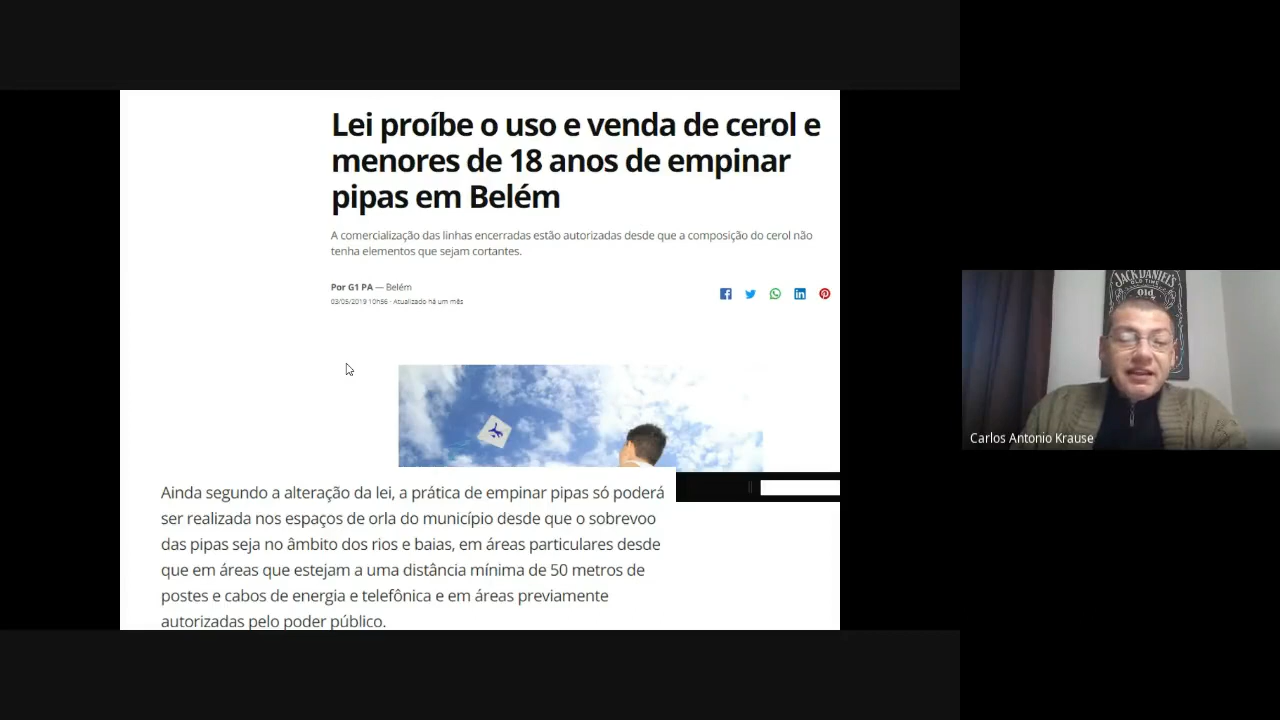 Lei proíbe o uso e venda de cerol e
menores de 18 anos de empinar
pipas em Belém
A comercialização das linhas encerradas estão autorizadas desde que a composição do cerol não
tenha elementos que sejam cortantes.
Por G1 PA — Belém
03/05/2019 10h56 · Atualizado há um mês
Ainda segundo a alteração da lei, a prática de empinar pipas só poderá
ser realizada nos espaços de orla do município desde que o sobrevoo
das pipas seja no âmbito dos rios e baias, em áreas particulares desde
que em áreas que estejam a uma distância mínima de 50 metros de
postes e cabos de energia e telefônica e em áreas previamente
autorizadas pelo poder público.
JACK DANIEL'S
OLD TIME
OLD
Carlos Antonio Krause